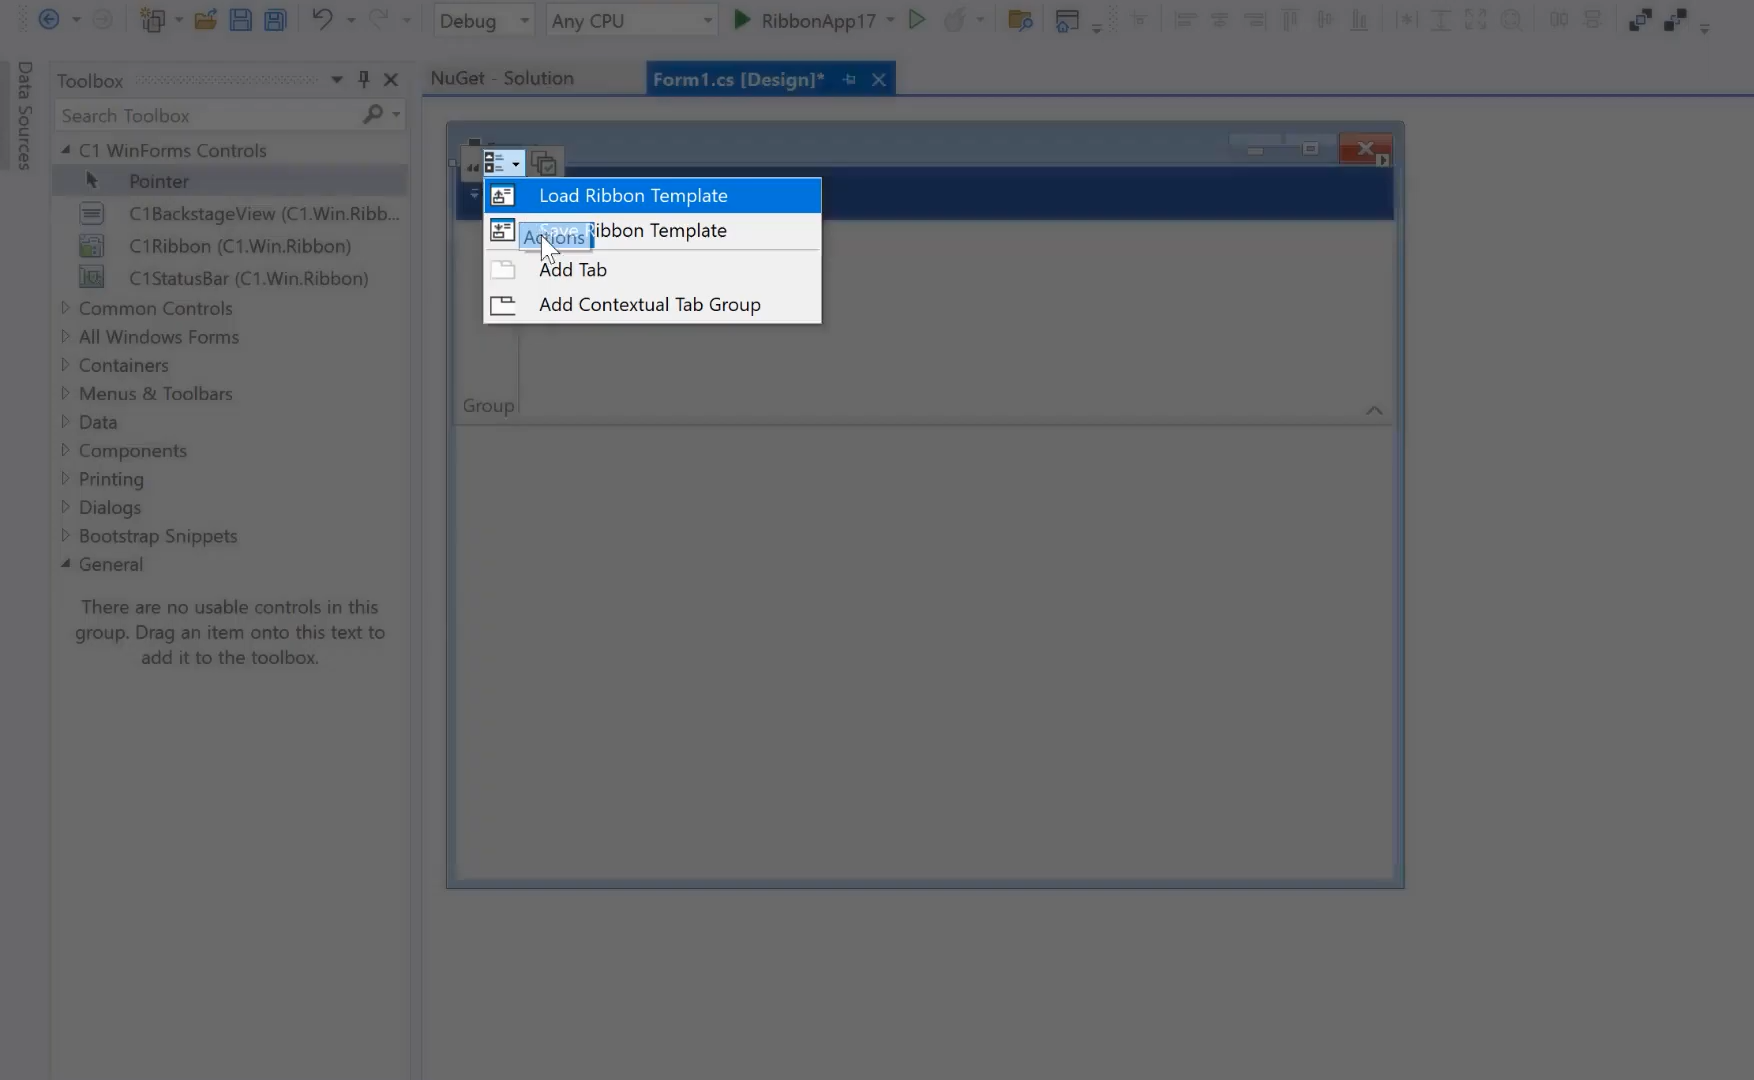 Debug
Any CPU
RibbonApp17
Data Sources
Toolbox
Search Toolbox
C1 WinForms Controls
Pointer
C1BackstageView (C1.Win.Ribb...
C1Ribbon (C1.Win.Ribbon)
C1StatusBar (C1.Win.Ribbon)
Common Controls
All Windows Forms
Containers
Menus & Toolbars
Data
Components
Printing
Dialogs
Bootstrap Snippets
General
There are no usable controls in this
group. Drag an item onto this text to
add it to the toolbox.
NuGet - Solution
Form1.cs [Design]*
Load Ribbon Template
Save Ribbon Template
Actions
Add Tab
Add Contextual Tab Group
Group